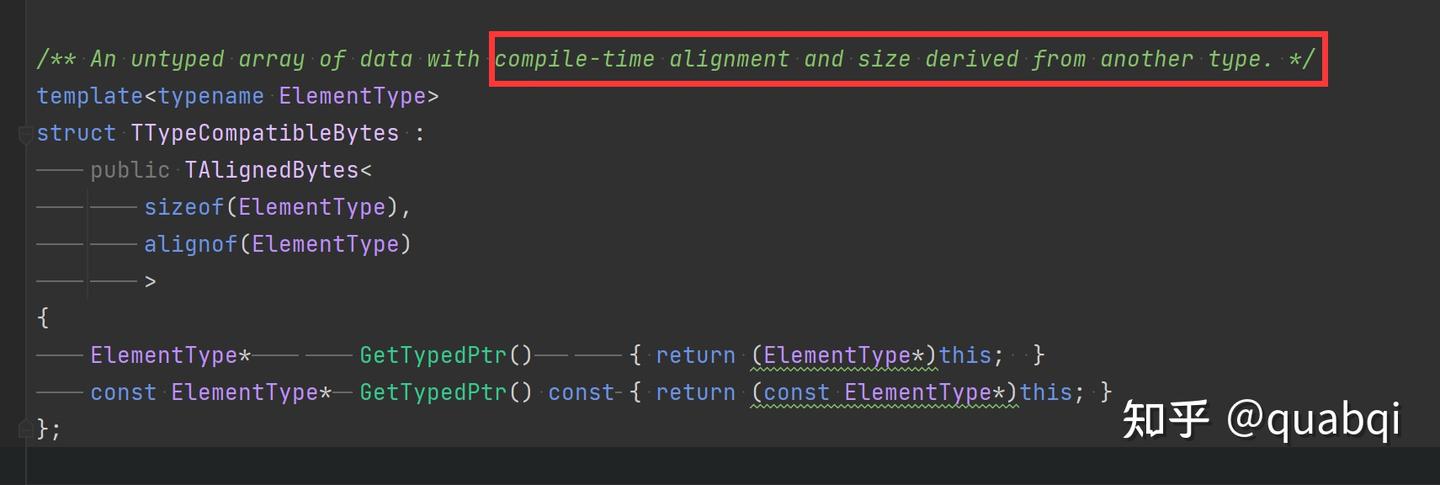 /** An untyped array of data with compile-time alignment and size derived from another type. */
template<typename ElementType>
struct TTypeCompatibleBytes :
public TAlignedBytes<
sizeof(ElementType),
alignof(ElementType)
>
{
ElementType* GetTypedPtr() { return (ElementType*)this; }
const ElementType* GetTypedPtr() const { return (const ElementType*)this; }
};
知乎 @quabqi